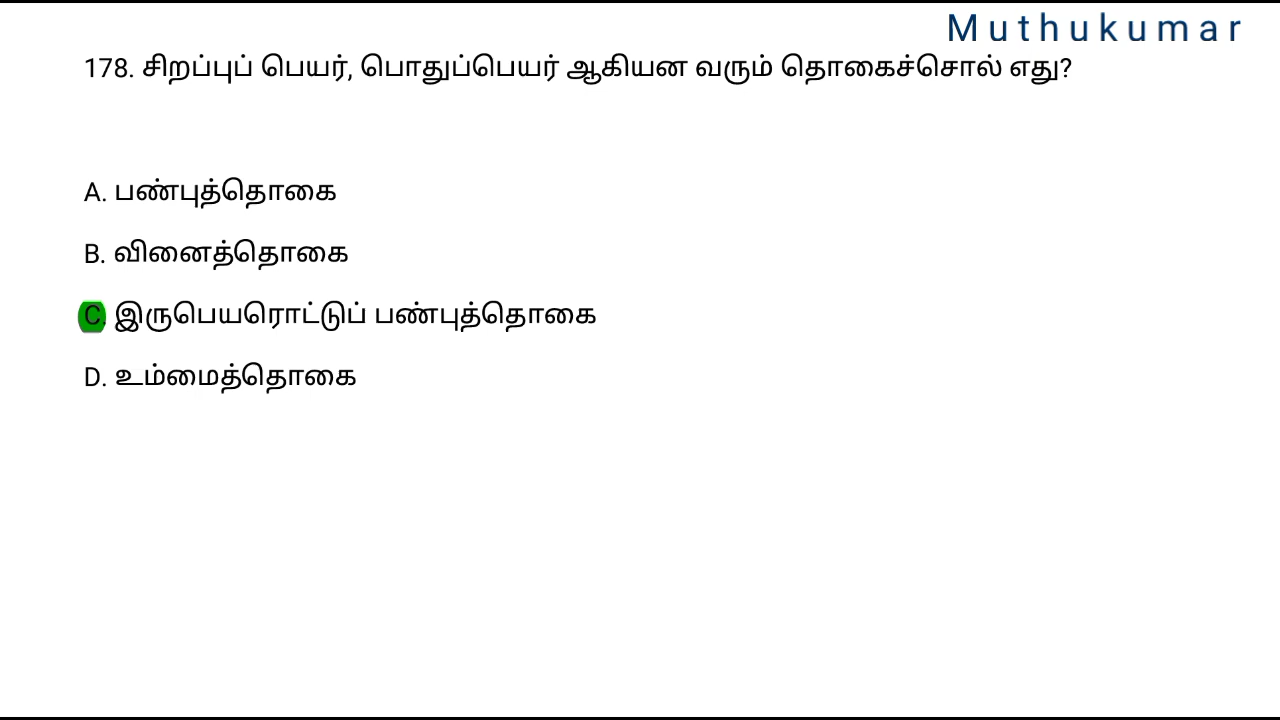 Muthukumar
178. சிறப்புப் பெயர், பொதுப்பெயர் ஆகியன வரும் தொகைச்சொல் எது?
A. பண்புத்தொகை
B. வினைத்தொகை
C. இருபெயரொட்டுப் பண்புத்தொகை
D. உம்மைத்தொகை